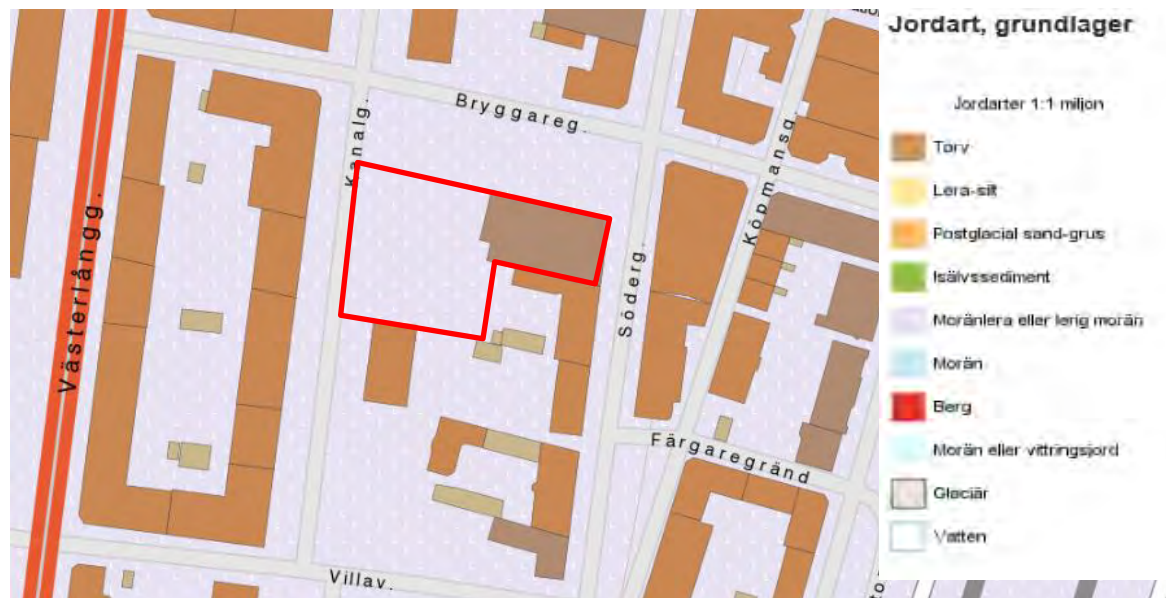 Bryggareg.
Kanalg.
Köpmansg.
Västerlångg.
Söderg.
Färgaregränd
Villav.
Jordart, grundlager
Jordarter 1:1 miljon
Torv
Lera-silt
Postglacial sand-grus
Isälvssediment
Moränlera eller lerig morän
Morän
Berg
Morän eller vittringsjord
Glaciär
Vatten